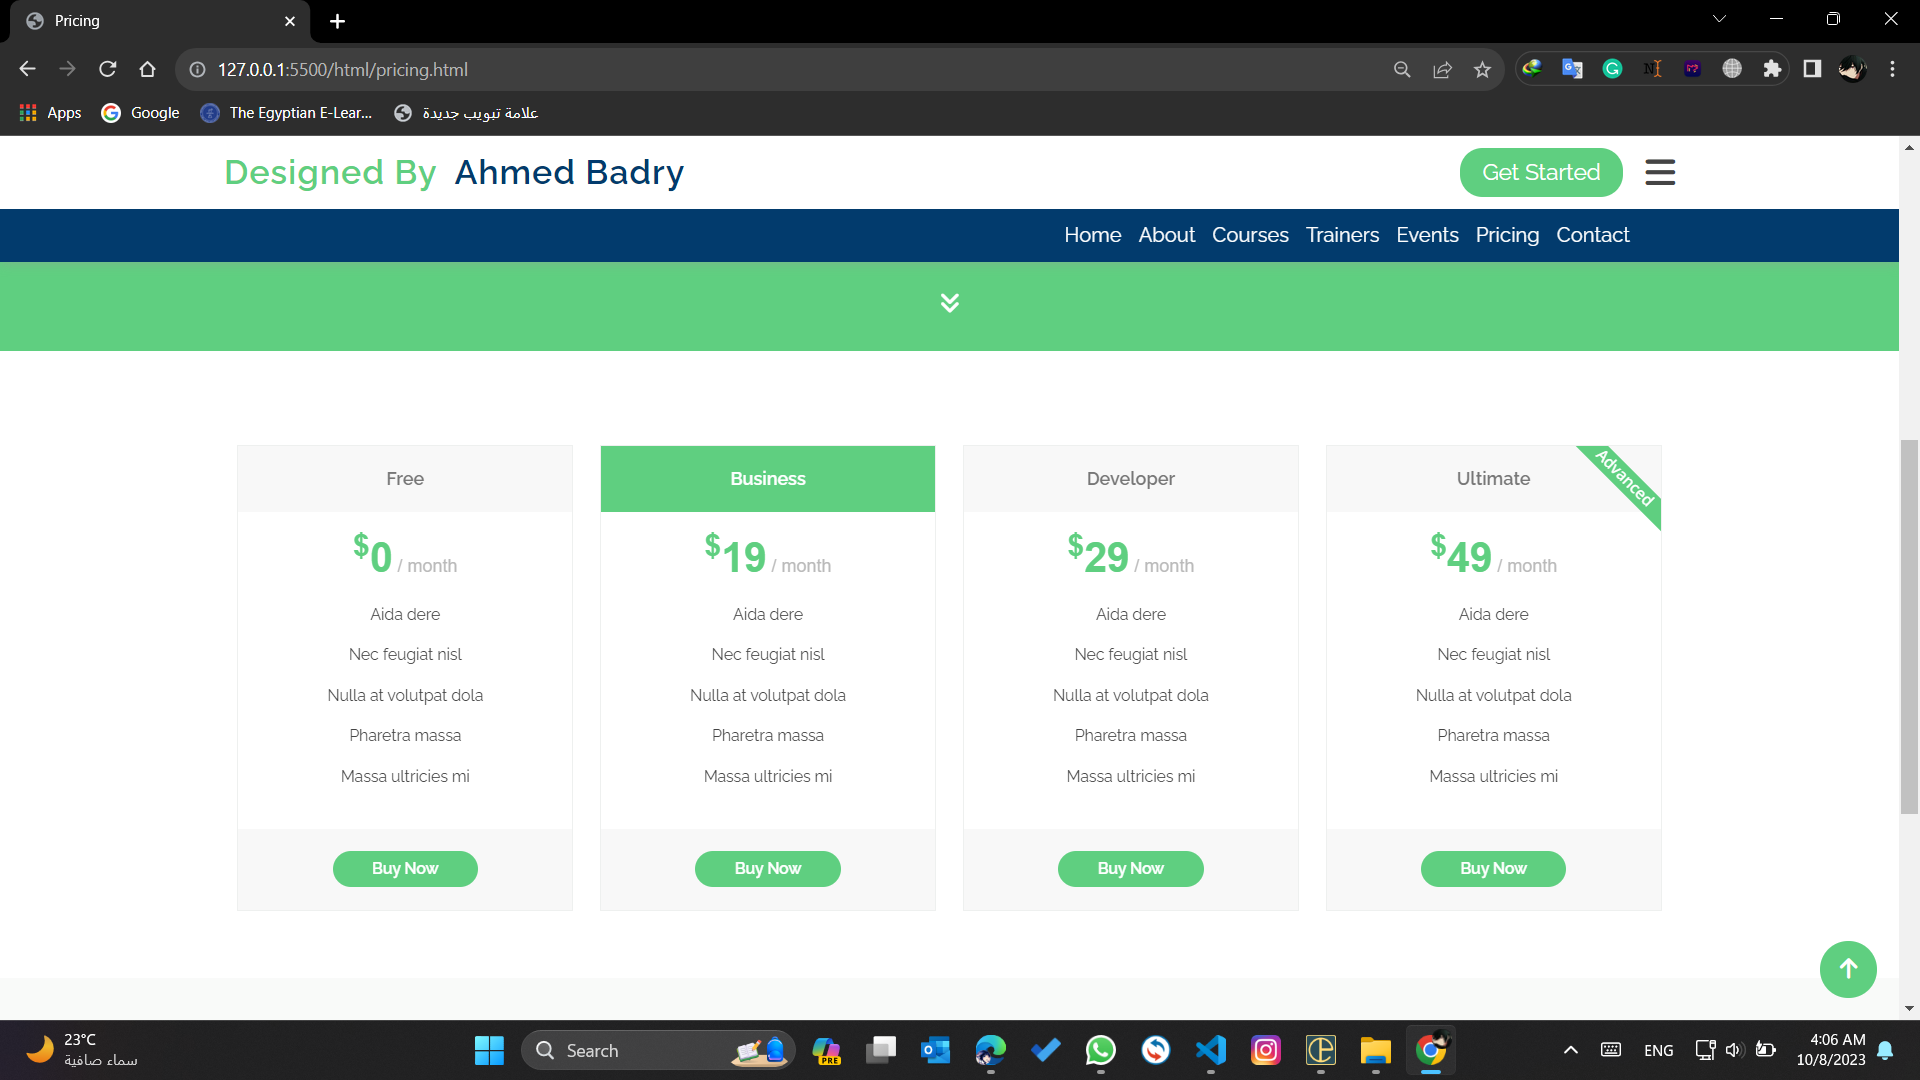 Pricing
127.0.0.1:5500/html/pricing.html
Apps
Google
The Egyptian E-Lear...
علامة تبويب جديدة
Designed By Ahmed Badry
Get Started
Home About Courses Trainers Events Pricing Contact
Free
$0 / month
Aida dere
Nec feugiat nisl
Nulla at volutpat dola
Pharetra massa
Massa ultricies mi
Buy Now
Business
$19 / month
Aida dere
Nec feugiat nisl
Nulla at volutpat dola
Pharetra massa
Massa ultricies mi
Buy Now
Developer
$29 / month
Aida dere
Nec feugiat nisl
Nulla at volutpat dola
Pharetra massa
Massa ultricies mi
Buy Now
Ultimate
Advanced
$49 / month
Aida dere
Nec feugiat nisl
Nulla at volutpat dola
Pharetra massa
Massa ultricies mi
Buy Now
23°C
سماء صافية
Search
PRE
ENG
4:06 AM
10/8/2023